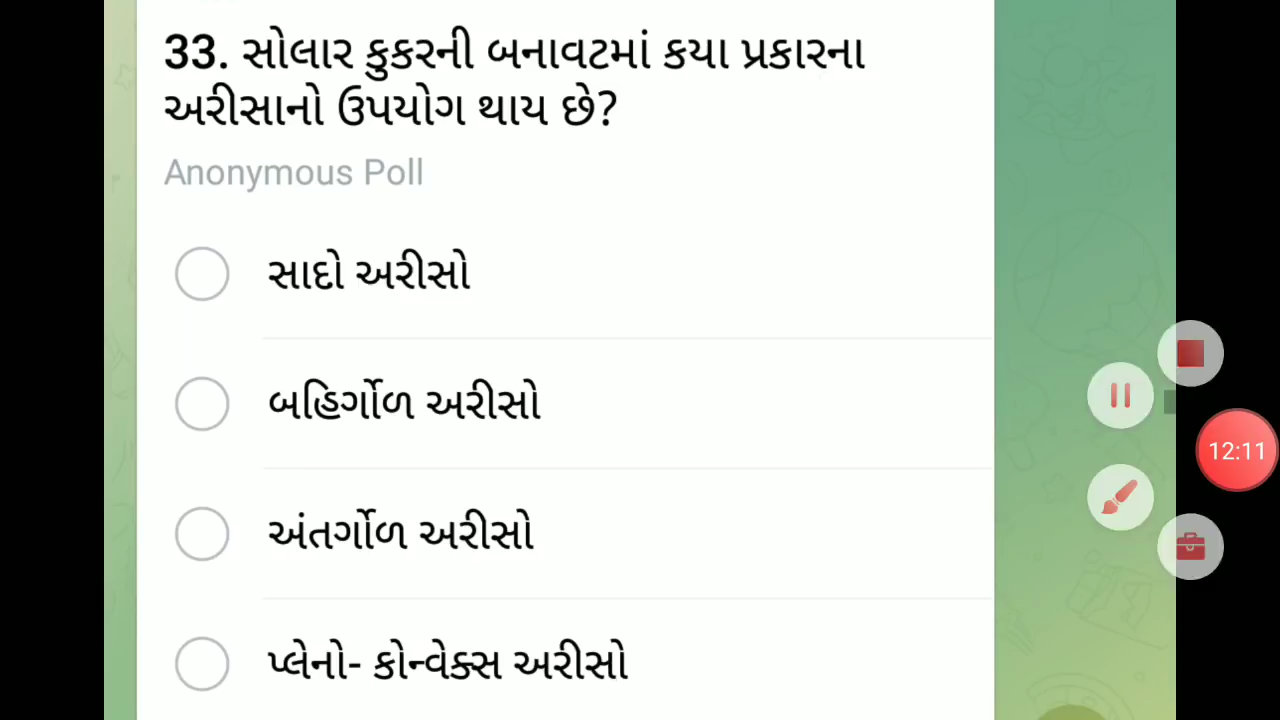 33. સોલાર કુકરની બનાવટમાં કયા પ્રકારના
અરીસાનો ઉપયોગ થાય છે?
Anonymous Poll
સાદો અરીસો
બહિર્ગોળ અરીસો
અંતર્ગોળ અરીસો
પ્લેનો- કોન્વેક્સ અરીસો
12:11